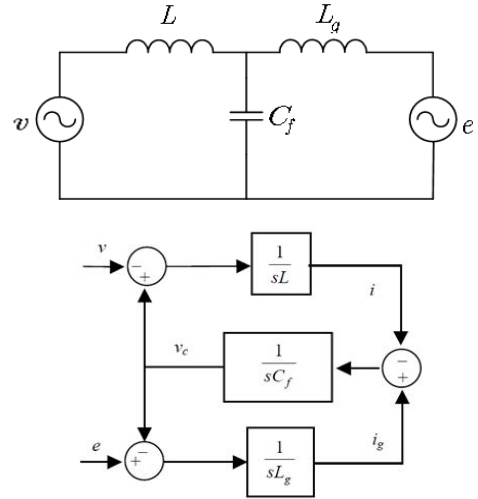 L L_g
v C_f e
v − + 1/sL i
v_c 1/sC_f − +
e + − 1/sL_g i_g